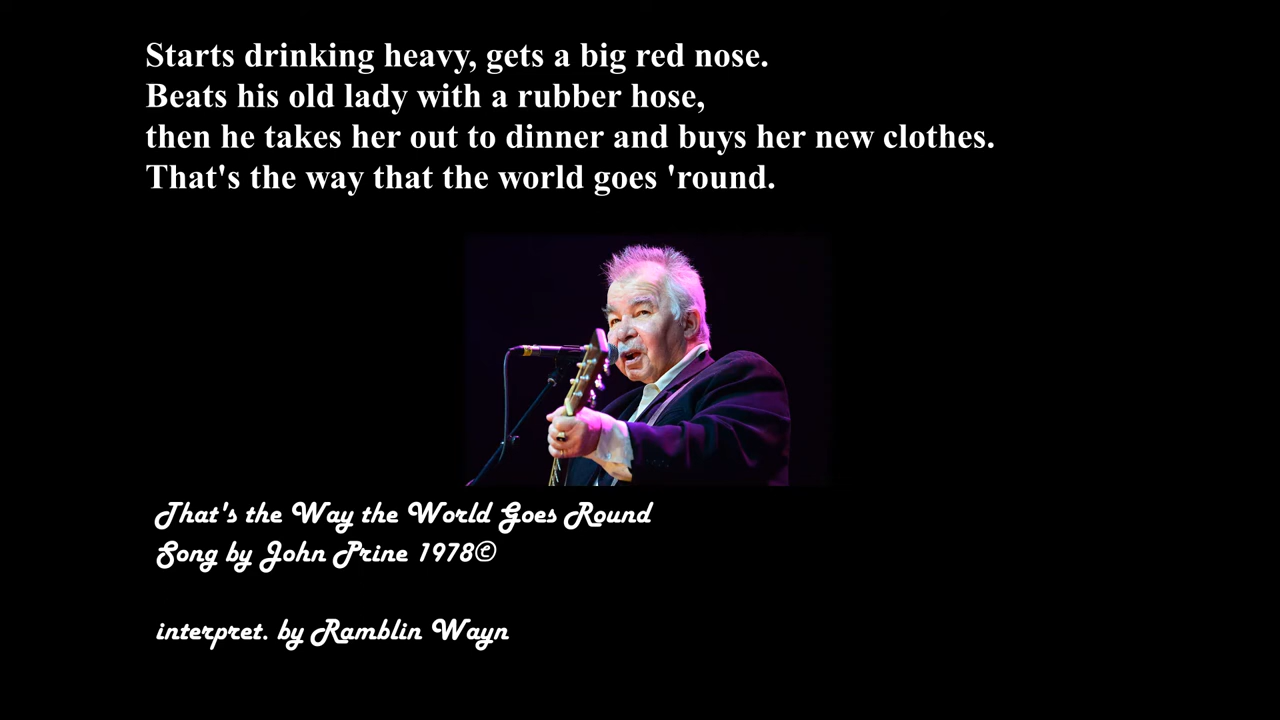 Starts drinking heavy, gets a big red nose.
Beats his old lady with a rubber hose,
then he takes her out to dinner and buys her new clothes.
That's the way that the world goes 'round.
That's the Way the World Goes Round
Song by John Prine 1978©
interpret. by Ramblin Wayn